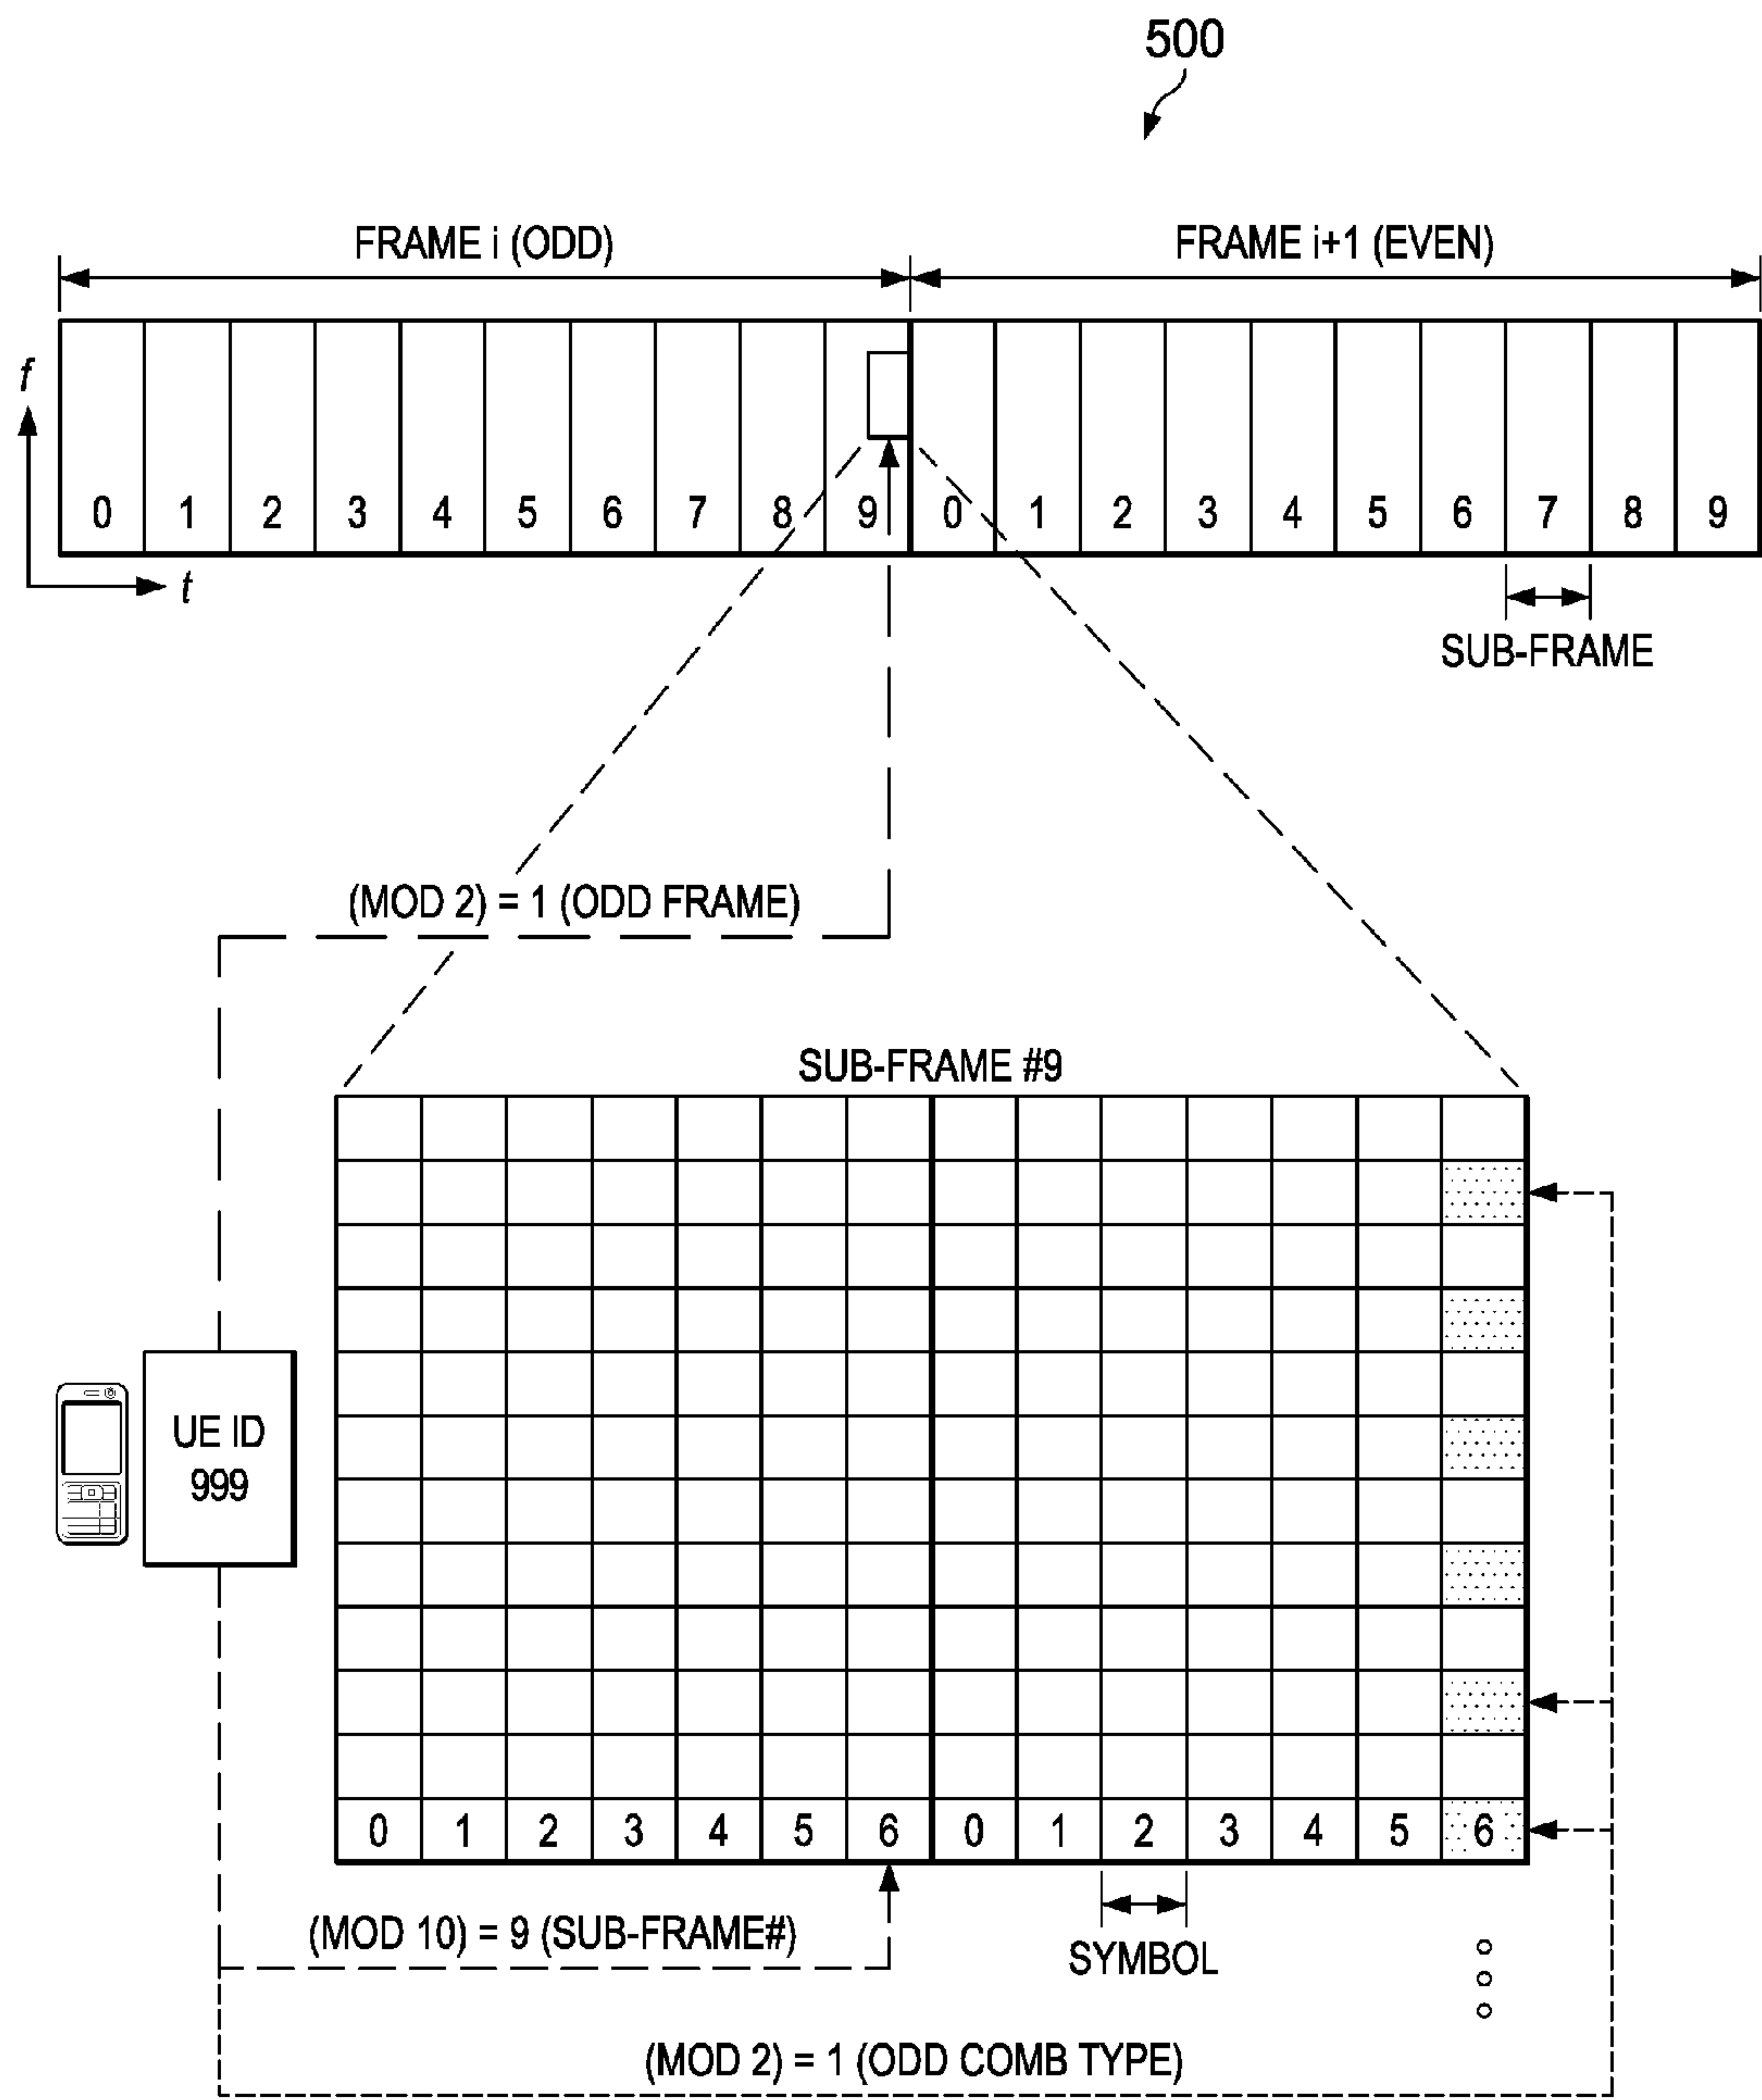 500
FRAME i (ODD) FRAME i+1 (EVEN)
f
0 1 2 3 4 5 6 7 8 9 0 1 2 3 4 5 6 7 8 9
t
SUB-FRAME
(MOD 2) = 1 (ODD FRAME)
SUB-FRAME #9
UE ID
999
0 1 2 3 4 5 6 0 1 2 3 4 5 6
(MOD 10) = 9 (SUB-FRAME#)
SYMBOL
(MOD 2) = 1 (ODD COMB TYPE)